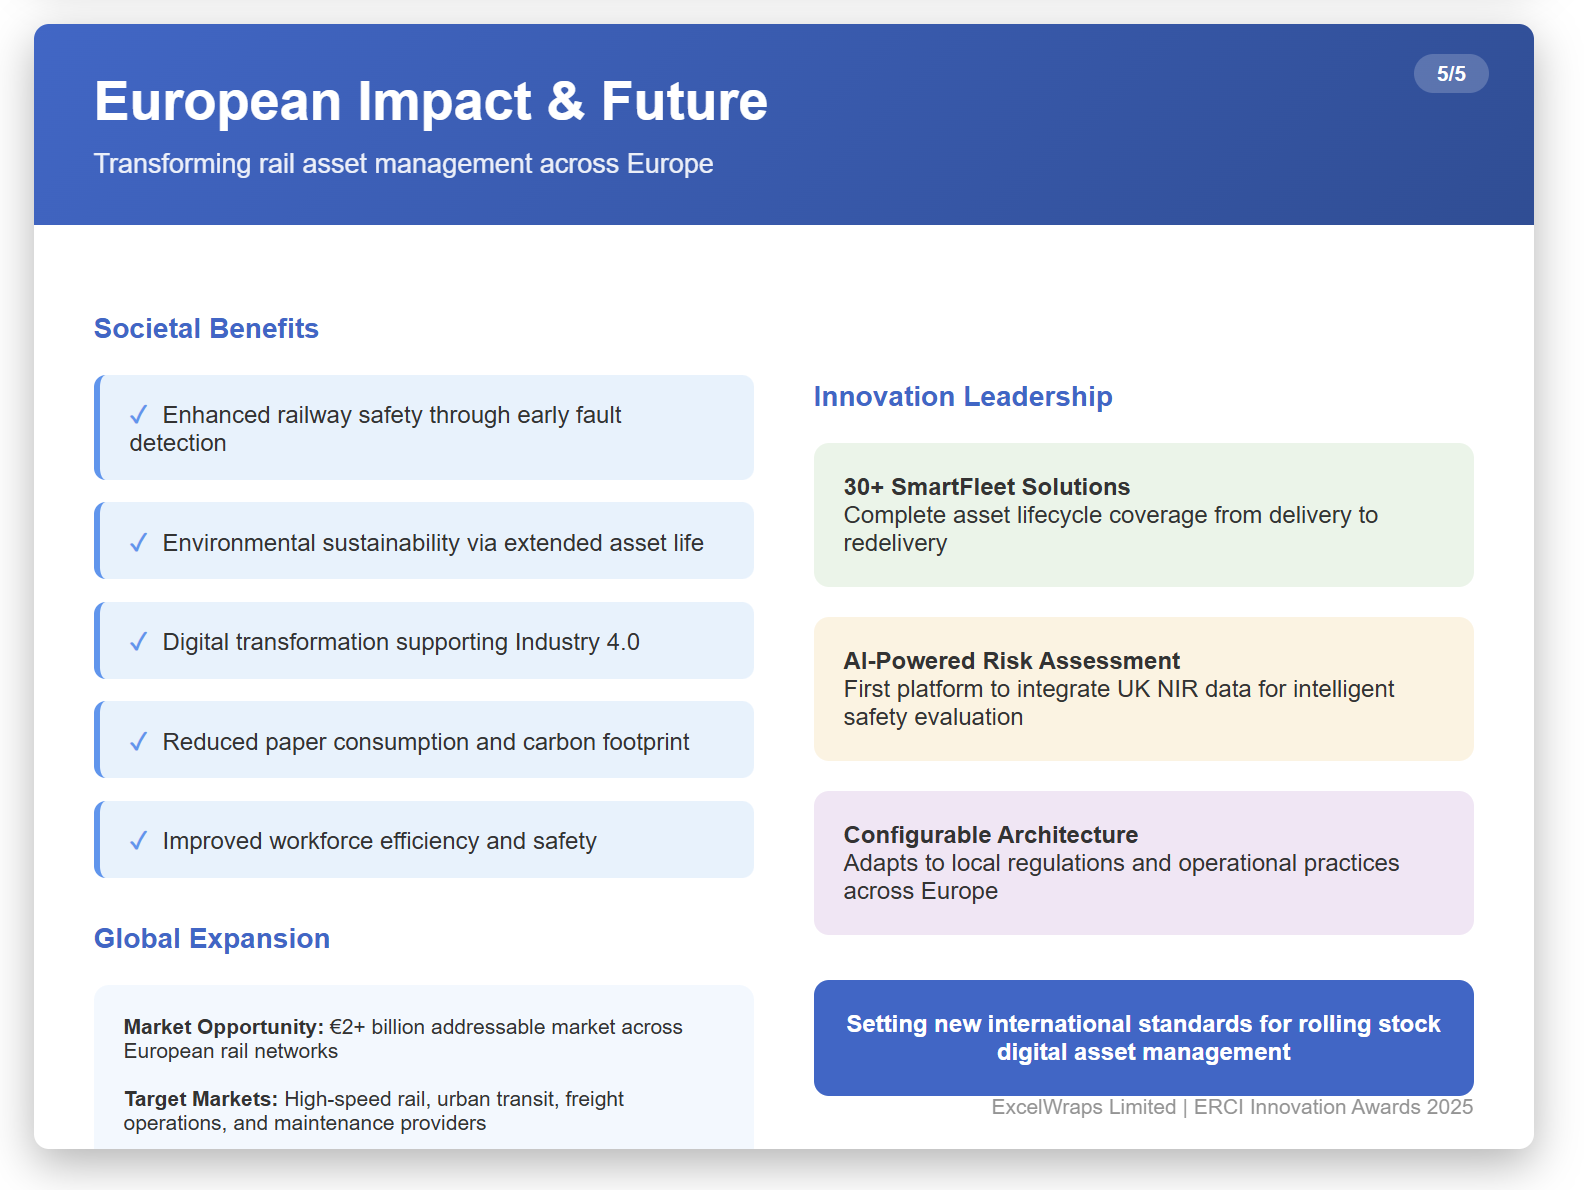 European Impact & Future
Transforming rail asset management across Europe
5/5
Societal Benefits
✓ Enhanced railway safety through early fault
detection
✓ Environmental sustainability via extended asset life
✓ Digital transformation supporting Industry 4.0
✓ Reduced paper consumption and carbon footprint
✓ Improved workforce efficiency and safety
Global Expansion
Market Opportunity: €2+ billion addressable market across
European rail networks
Target Markets: High-speed rail, urban transit, freight
operations, and maintenance providers
Innovation Leadership
30+ SmartFleet Solutions
Complete asset lifecycle coverage from delivery to
redelivery
AI-Powered Risk Assessment
First platform to integrate UK NIR data for intelligent
safety evaluation
Configurable Architecture
Adapts to local regulations and operational practices
across Europe
Setting new international standards for rolling stock
digital asset management
ExcelWraps Limited | ERCI Innovation Awards 2025